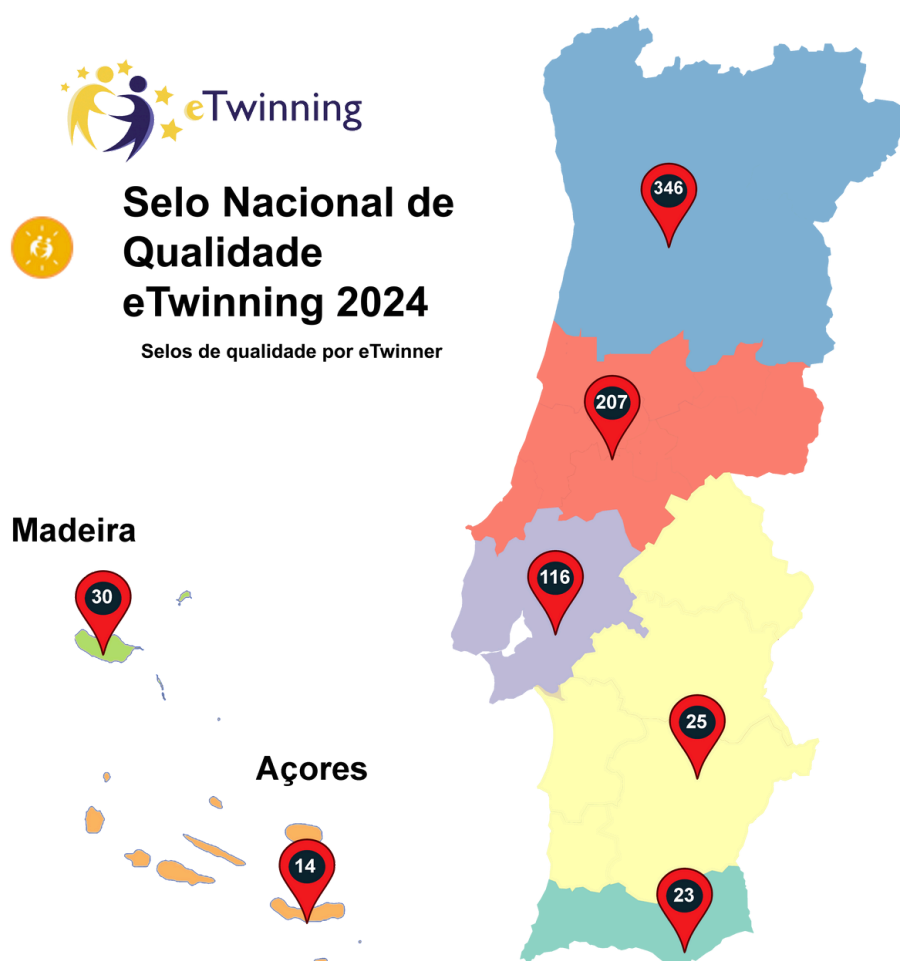 eTwinning
Selo Nacional de
Qualidade
eTwinning 2024
Selos de qualidade por eTwinner
346
207
116
Madeira
30
25
Açores
14
23